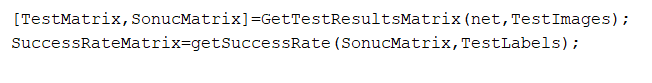 [TestMatrix,SonucMatrix]=GetTestResultsMatrix(net,TestImages);
SuccessRateMatrix=getSuccessRate(SonucMatrix,TestLabels);